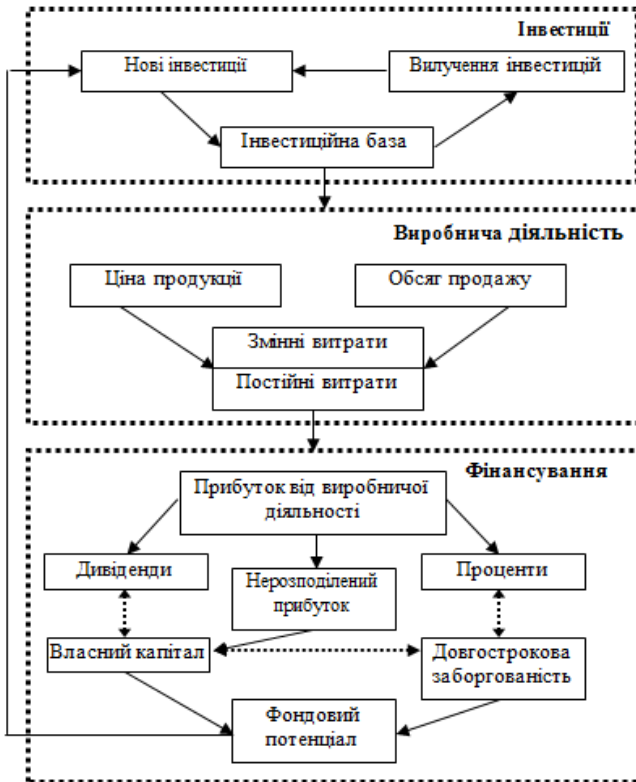 Інвестиції
Нові інвестиції
Вилучення інвестицій
Інвестиційна база
Виробнича діяльність
Ціна продукції
Обсяг продажу
Змінні витрати
Постійні витрати
Фінансування
Прибуток від виробничої
діяльності
Дивіденди
Нерозподілений
прибуток
Проценти
Власний капітал
Довгострокова
заборгованість
Фондовий
потенціал